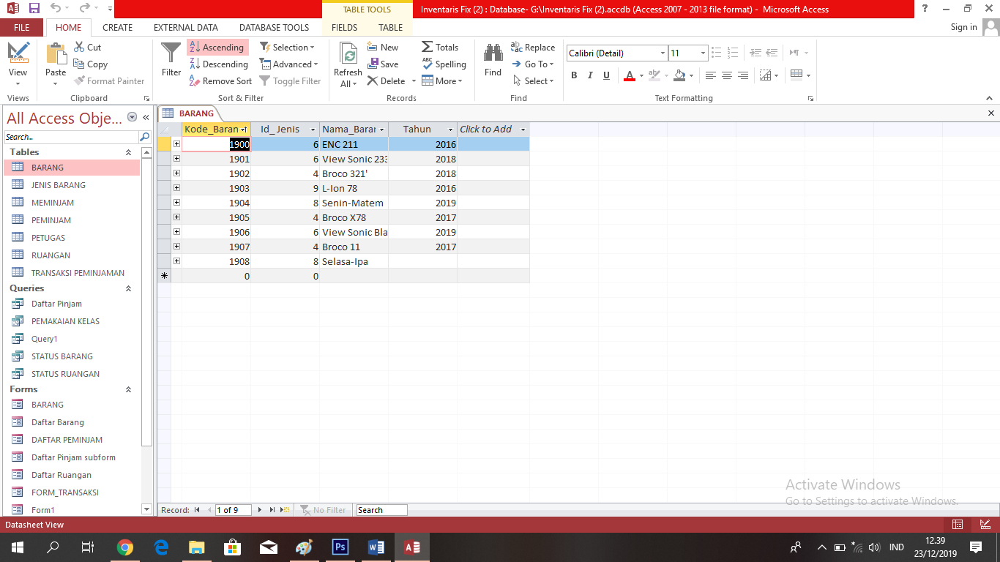 TABLE TOOLS
Inventaris Fix (2) : Database- G:\Inventaris Fix (2).accdb (Access 2007 - 2013 file format) - Microsoft Access
?
FILE HOME CREATE EXTERNAL DATA DATABASE TOOLS FIELDS TABLE Sign in
View
Views
Paste
Cut
Copy
Format Painter
Clipboard
Filter
Ascending
Descending
Remove Sort
Selection
Advanced
Toggle Filter
Sort & Filter
Refresh
All
New
Save
Delete
Totals
Spelling
More
Records
Find
Replace
Go To
Select
Find
Calibri (Detail) 11
B I U A
Text Formatting
All Access Obje...
Search...
Tables
BARANG
JENIS BARANG
MEMINJAM
PEMINJAM
PETUGAS
RUANGAN
TRANSAKSI PEMINJAMAN
Queries
Daftar Pinjam
PEMAKAIAN KELAS
Query1
STATUS BARANG
STATUS RUANGAN
Forms
BARANG
Daftar Barang
DAFTAR PEMINJAM
Daftar Pinjam subform
Daftar Ruangan
FORM_TRANSAKSI
Form1
BARANG
Kode_Baran Id_Jenis Nama_Barar Tahun Click to Add
1900 6 ENC 211 2016
1901 6 View Sonic 233 2018
1902 4 Broco 321' 2018
1903 9 L-Ion 78 2016
1904 8 Senin-Matem 2019
1905 4 Broco X78 2017
1906 6 View Sonic Bla 2019
1907 4 Broco 11 2017
1908 8 Selasa-Ipa
0 0
Activate Windows
Go to Settings to activate Windows.
Record: 1 of 9 No Filter Search
Datasheet View
IND
12.39
23/12/2019